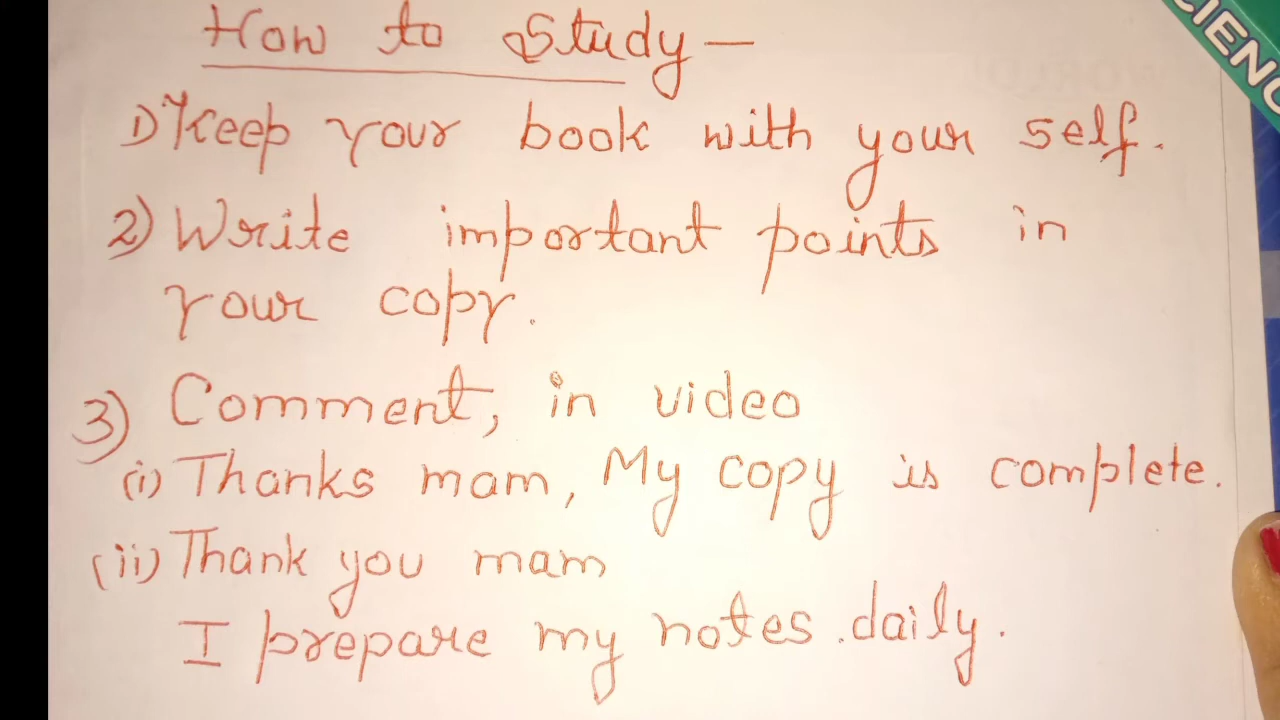 How to Study —
1) Keep your book with your self.
2) Write important points in
your copy.
3) Comment, in video
(i) Thanks mam, My copy is complete.
(ii) Thank you mam
I prepare my notes .daily.